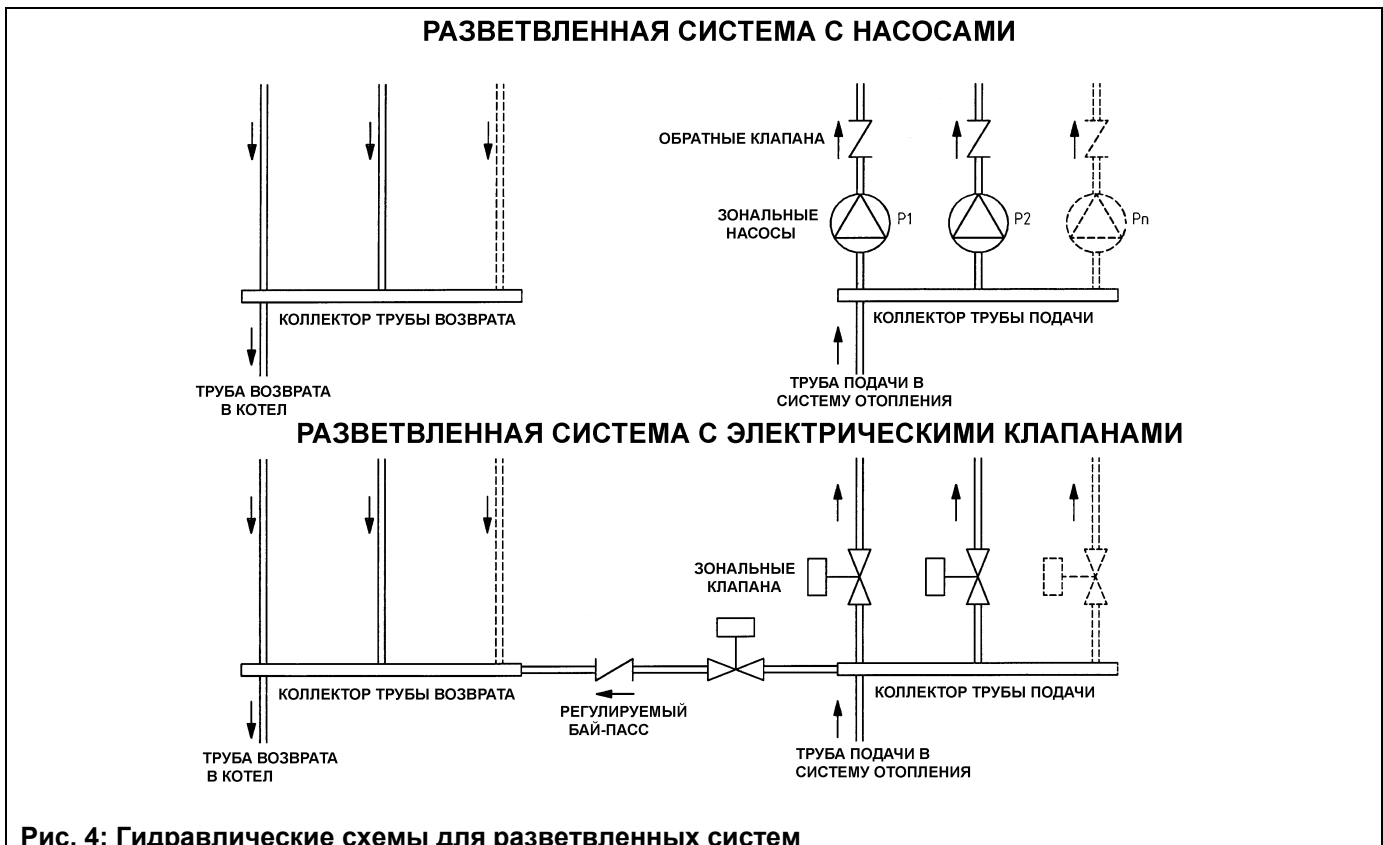 РАЗВЕТВЛЕННАЯ СИСТЕМА С НАСОСАМИ
ОБРАТНЫЕ КЛАПАНА
ЗОНАЛЬНЫЕ
НАСОСЫ
P1
P2
Pn
КОЛЛЕКТОР ТРУБЫ ВОЗВРАТА
КОЛЛЕКТОР ТРУБЫ ПОДАЧИ
ТРУБА ВОЗВРАТА
В КОТЕЛ
ТРУБА ПОДАЧИ В
СИСТЕМУ ОТОПЛЕНИЯ
РАЗВЕТВЛЕННАЯ СИСТЕМА С ЭЛЕКТРИЧЕСКИМИ КЛАПАНАМИ
ЗОНАЛЬНЫЕ
КЛАПАНА
КОЛЛЕКТОР ТРУБЫ ВОЗВРАТА
РЕГУЛИРУЕМЫЙ
БАЙ-ПАСС
КОЛЛЕКТОР ТРУБЫ ПОДАЧИ
ТРУБА ВОЗВРАТА
В КОТЕЛ
ТРУБА ПОДАЧИ В
СИСТЕМУ ОТОПЛЕНИЯ
Рис. 4: Гидравлические схемы для разветвленных систем